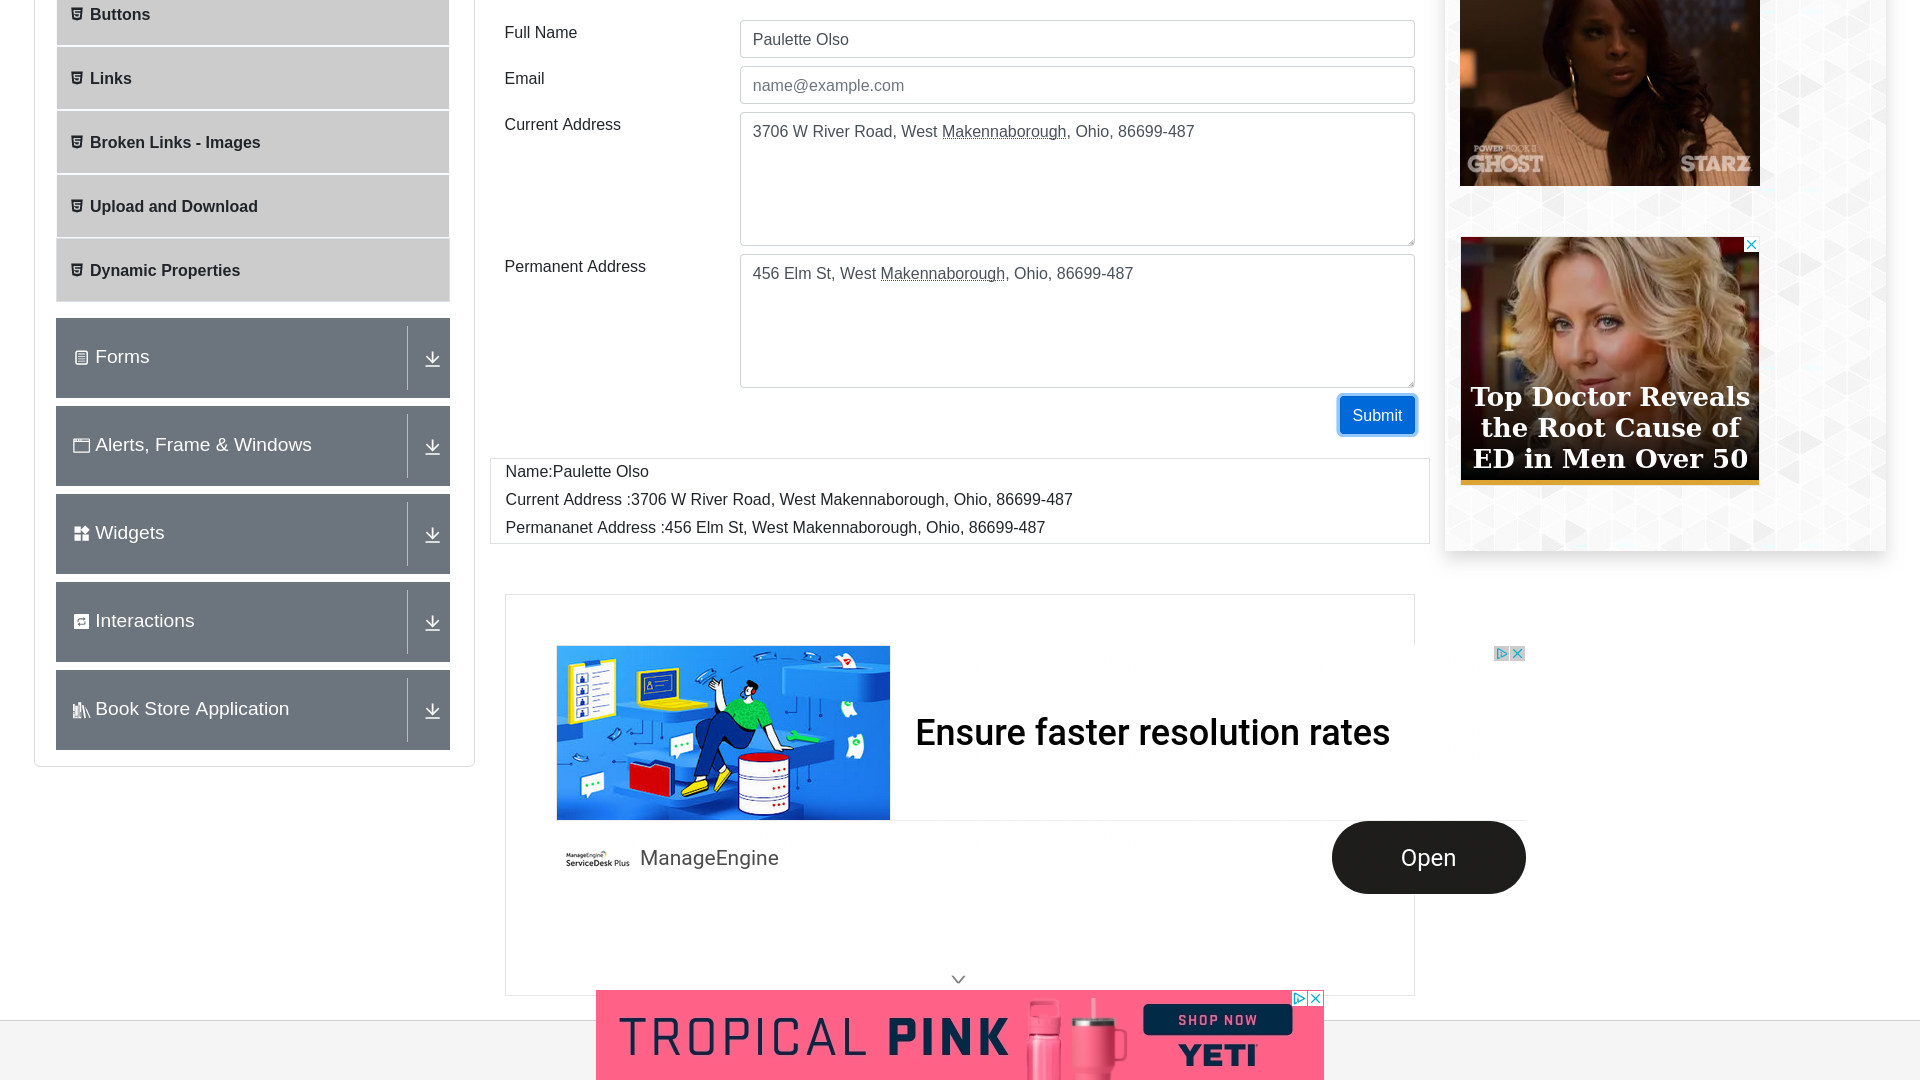 Buttons
Links
Broken Links - Images
Upload and Download
Dynamic Properties
Forms
Alerts, Frame & Windows
Widgets
Interactions
Book Store Application
Full Name
Paulette Olso
Email
name@example.com
Current Address
3706 W River Road, West Makennaborough, Ohio, 86699-487
Permanent Address
456 Elm St, West Makennaborough, Ohio, 86699-487
Submit
Name:Paulette Olso
Current Address :3706 W River Road, West Makennaborough, Ohio, 86699-487
Permananet Address :456 Elm St, West Makennaborough, Ohio, 86699-487
POWER BOOK II
GHOST
STARZ
Top Doctor Reveals
the Root Cause of
ED in Men Over 50
Ensure faster resolution rates
ManageEngine
ServiceDesk Plus
ManageEngine
Open
TROPICAL PINK
SHOP NOW
YETI